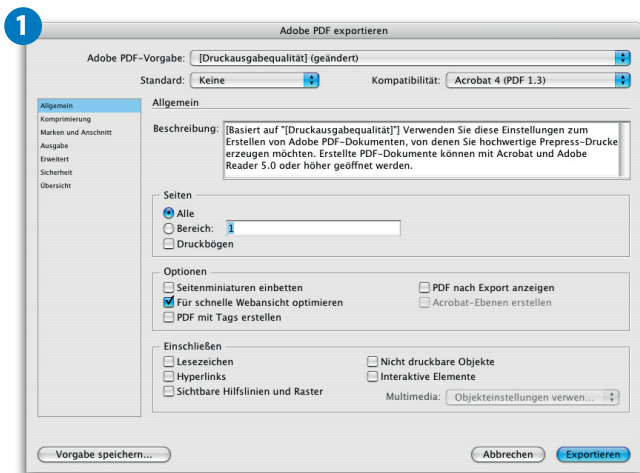 1
Adobe PDF exportieren
Adobe PDF-Vorgabe: [Druckausgabequalität] (geändert)
Standard: Keine Kompatibilität: Acrobat 4 (PDF 1.3)
Allgemein
Komprimierung
Marken und Anschnitt
Ausgabe
Erweitert
Sicherheit
Übersicht
Allgemein
Beschreibung: [Basiert auf "[Druckausgabequalität]"] Verwenden Sie diese Einstellungen zum
Erstellen von Adobe PDF-Dokumenten, von denen Sie hochwertige Prepress-Drucke
erzeugen möchten. Erstellte PDF-Dokumente können mit Acrobat und Adobe
Reader 5.0 oder höher geöffnet werden.
Seiten
Alle
Bereich: 1
Druckbögen
Optionen
Seitenminiaturen einbetten PDF nach Export anzeigen
Für schnelle Webansicht optimieren Acrobat-Ebenen erstellen
PDF mit Tags erstellen
Einschließen
Lesezeichen Nicht druckbare Objekte
Hyperlinks Interaktive Elemente
Sichtbare Hilfslinien und Raster Multimedia: Objekteinstellungen verwen...
Vorgabe speichern... Abbrechen Exportieren